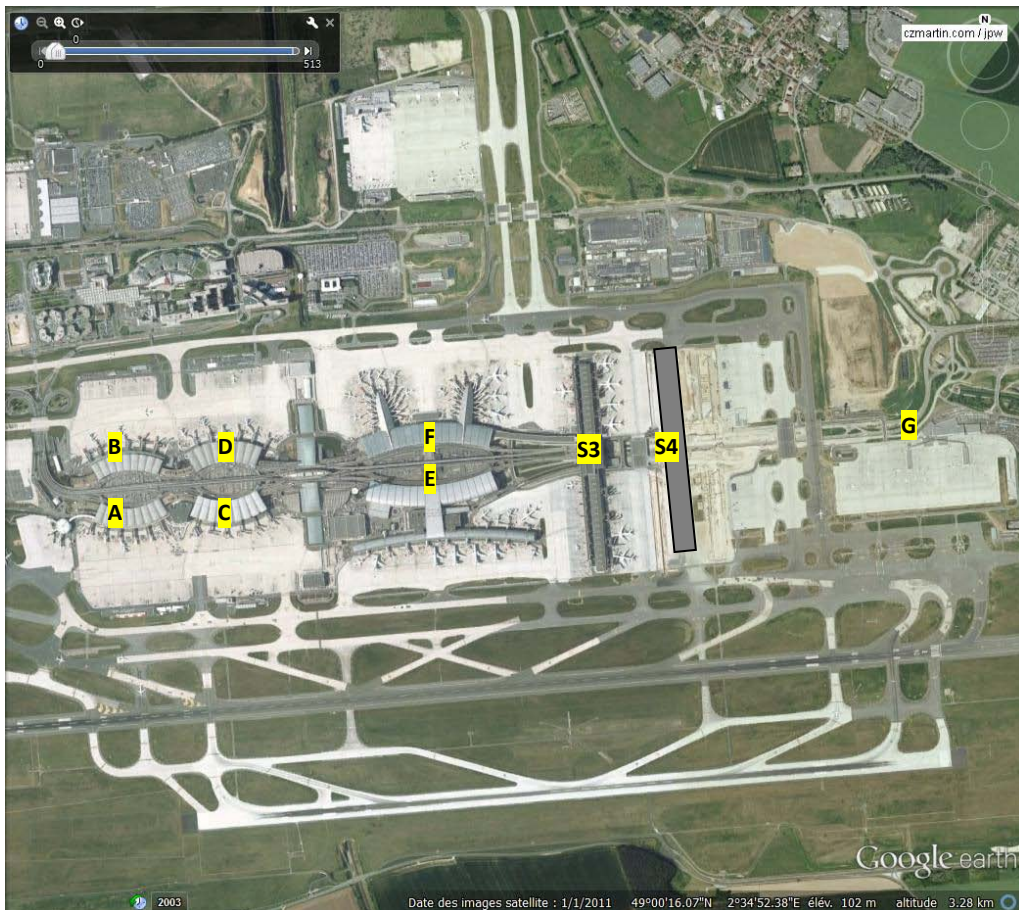 0
0
513
N
czmartin.com / jpw
B
D
F
S3
S4
G
E
A
C
Google earth
2003
Date des images satellite : 1/1/2011 49°00'16.07"N 2°34'52.38"E élév. 102 m altitude 3.28 km